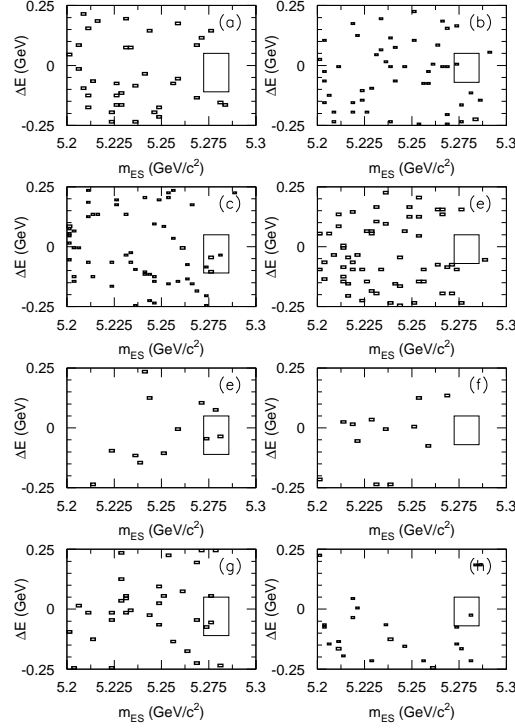 (a) (b)
ΔE (GeV) 0.25 0 -0.25 ΔE (GeV) 0.25 0 -0.25
5.2 5.225 5.25 5.275 5.3 5.2 5.225 5.25 5.275 5.3
m_ES (GeV/c²) m_ES (GeV/c²)
(c) (e)
ΔE (GeV) 0.25 0 -0.25 ΔE (GeV) 0.25 0 -0.25
5.2 5.225 5.25 5.275 5.3 5.2 5.225 5.25 5.275 5.3
m_ES (GeV/c²) m_ES (GeV/c²)
(e) (f)
ΔE (GeV) 0.25 0 -0.25 ΔE (GeV) 0.25 0 -0.25
5.2 5.225 5.25 5.275 5.3 5.2 5.225 5.25 5.275 5.3
m_ES (GeV/c²) m_ES (GeV/c²)
(g) (h)
ΔE (GeV) 0.25 0 -0.25 ΔE (GeV) 0.25 0 -0.25
5.2 5.225 5.25 5.275 5.3 5.2 5.225 5.25 5.275 5.3
m_ES (GeV/c²) m_ES (GeV/c²)